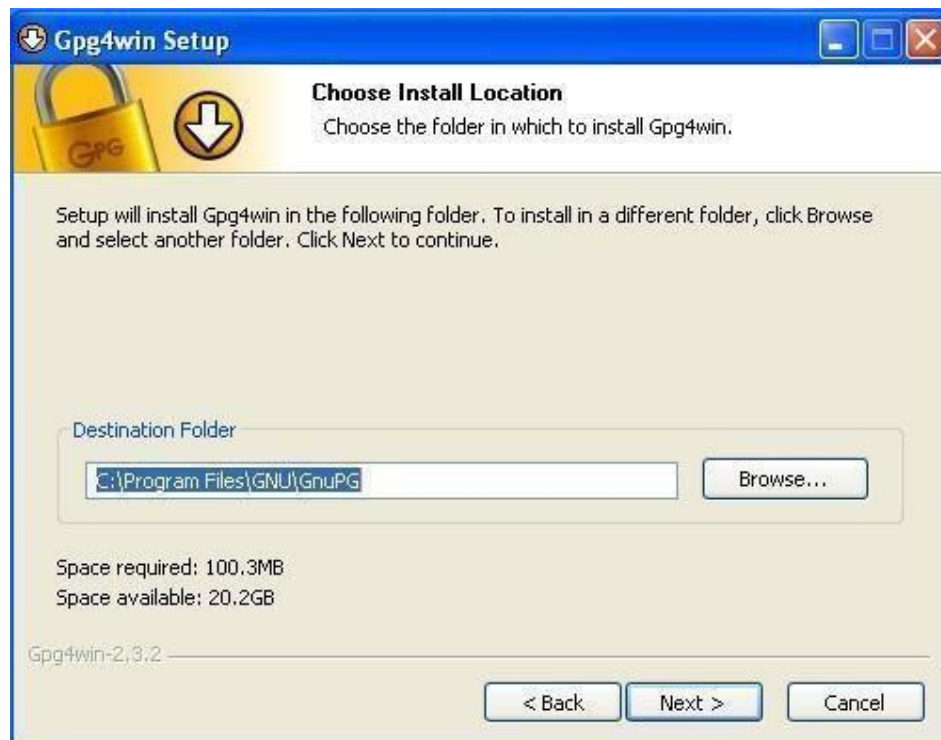 Gpg4win Setup
GPG
Choose Install Location
Choose the folder in which to install Gpg4win.
Setup will install Gpg4win in the following folder. To install in a different folder, click Browse
and select another folder. Click Next to continue.
Destination Folder
C:\Program Files\GNU\GnuPG
Browse...
Space required: 100.3MB
Space available: 20.2GB
Gpg4win-2.3.2
< Back
Next >
Cancel